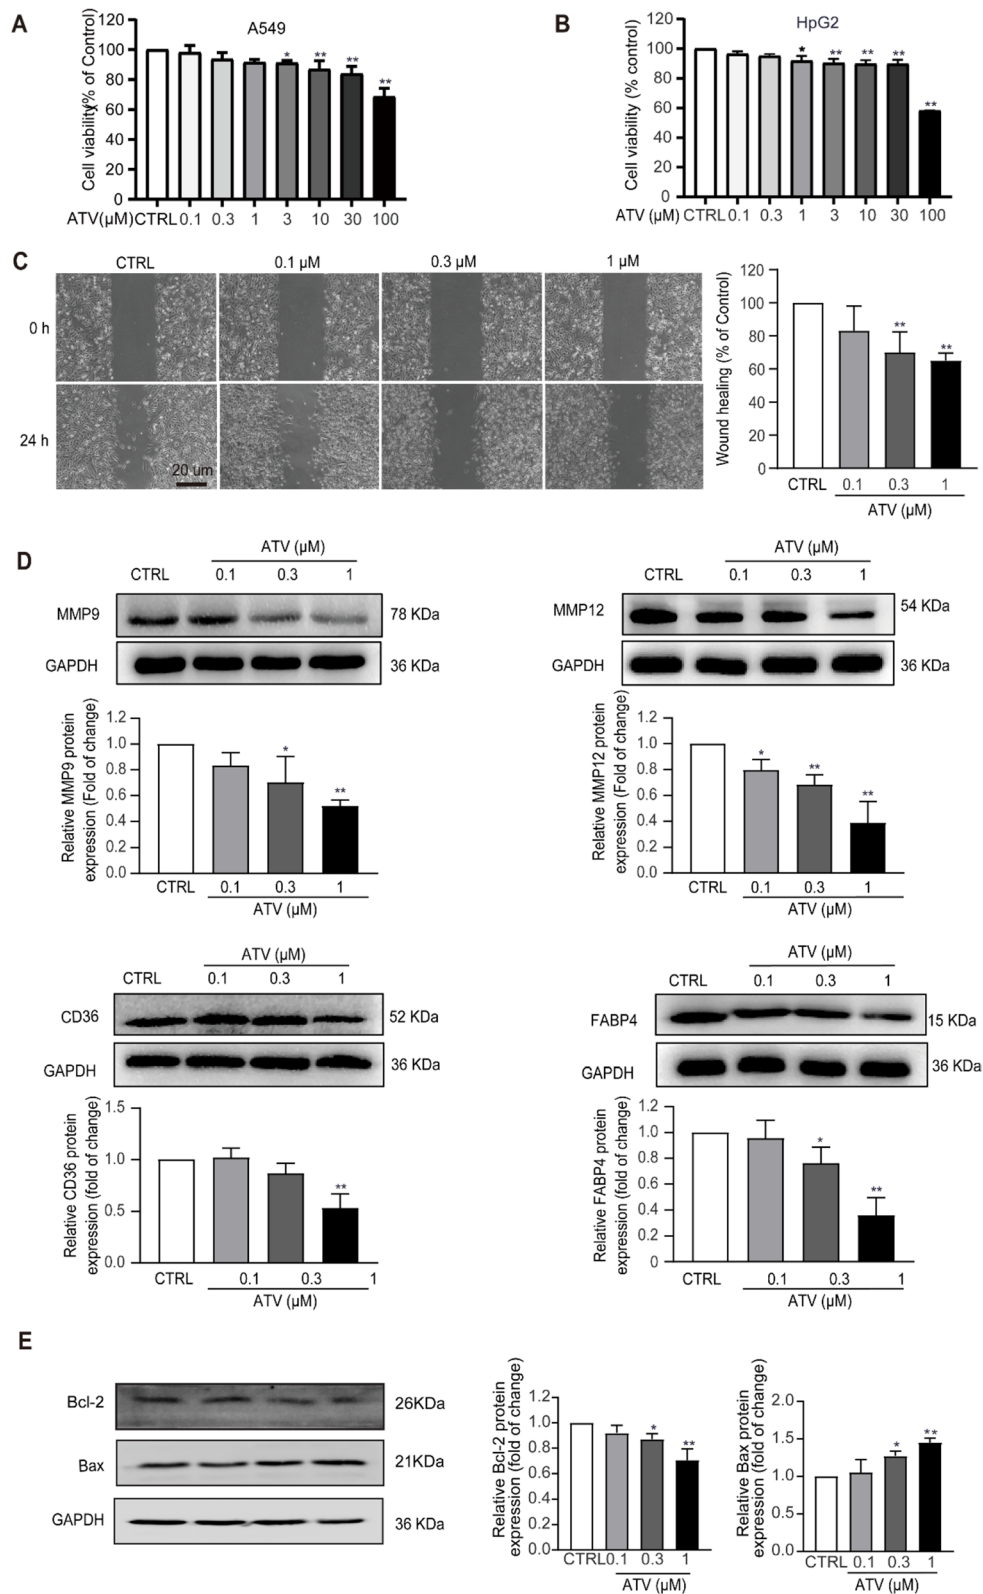 A
A549
Cell viability(% of Control)
120
100
80
60
40
20
0
*
**
**
**
ATV(μM) CTRL 0.1 0.3 1 3 10 30 100
B
HpG2
Cell viability (% control)
120
100
80
60
40
20
0
*
**
**
**
**
ATV (μM) CTRL 0.1 0.3 1 3 10 30 100
C
CTRL 0.1 μM 0.3 μM 1 μM
0 h
24 h
20 um
Wound healing (% of Control)
120
100
80
60
40
20
0
**
**
CTRL 0.1 0.3 1
ATV (μM)
D
ATV (μM)
CTRL 0.1 0.3 1
MMP9 78 KDa
GAPDH 36 KDa
Relative MMP9 protein
expression (Fold of change)
1.2
1.0
0.8
0.6
0.4
0.2
0.0
*
**
CTRL 0.1 0.3 1
ATV (μM)
ATV (μM)
CTRL 0.1 0.3 1
MMP12 54 KDa
GAPDH 36 KDa
Relative MMP12 protein
expression (Fold of change)
1.2
1.0
0.8
0.6
0.4
0.2
0.0
*
**
**
CTRL 0.1 0.3 1
ATV (μM)
ATV (μM)
CTRL 0.1 0.3 1
CD36 52 KDa
GAPDH 36 KDa
Relative CD36 protein
expression (fold of change)
1.5
1.0
0.5
0.0
**
CTRL 0.1 0.3 1
ATV (μM)
ATV (μM)
CTRL 0.1 0.3 1
FABP4 15 KDa
GAPDH 36 KDa
Relative FABP4 protein
expression (fold of change)
1.2
1.0
0.8
0.6
0.4
0.2
0
*
**
CTRL 0.1 0.3 1
ATV (μM)
E
Bcl-2 26KDa
Bax 21KDa
GAPDH 36 KDa
Relative Bcl-2 protein
expression (fold of change)
1.2
1.0
0.8
0.6
0.4
0.2
0.0
*
**
CTRL 0.1 0.3 1
ATV (μM)
Relative Bax protein
expression (fold of change)
2.0
1.5
1.0
0.5
0.0
*
**
CTRL 0.1 0.3 1
ATV (μM)